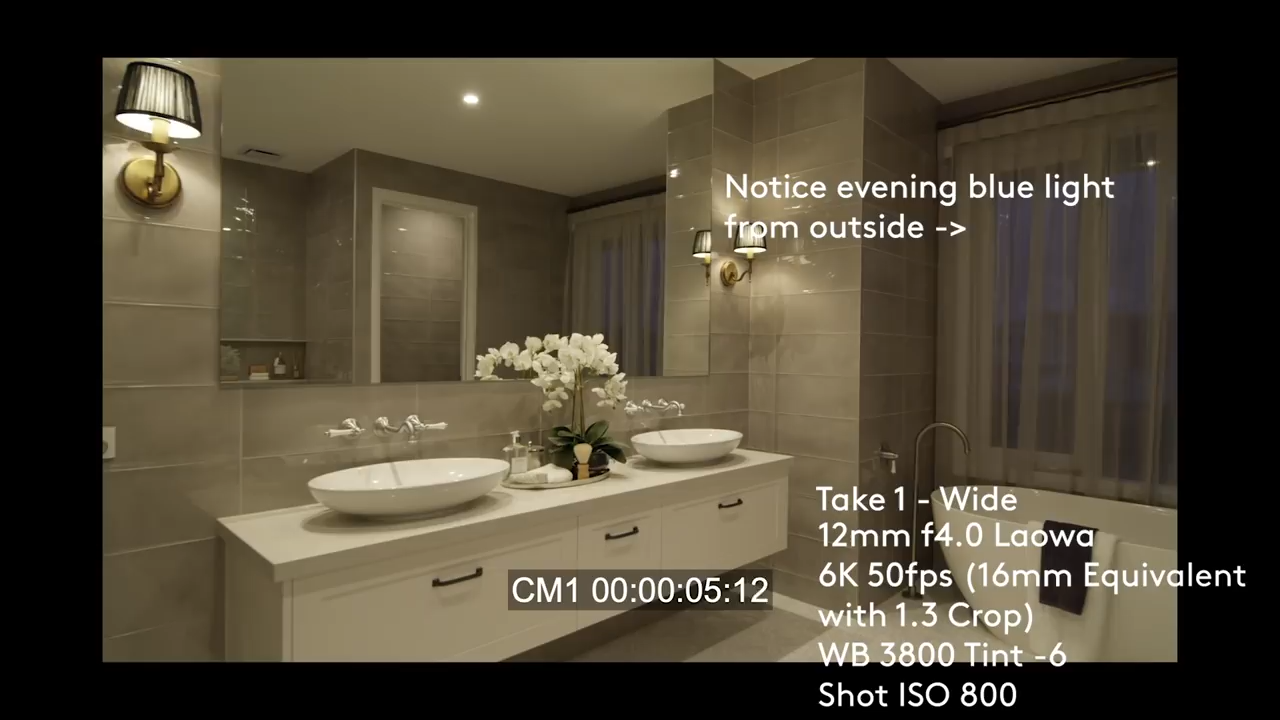 Notice evening blue light
from outside ->
Take 1 - Wide
12mm f4.0 Laowa
6K 50fps (16mm Equivalent
with 1.3 Crop)
WB 3800 Tint -6
Shot ISO 800
CM1 00:00:05:12